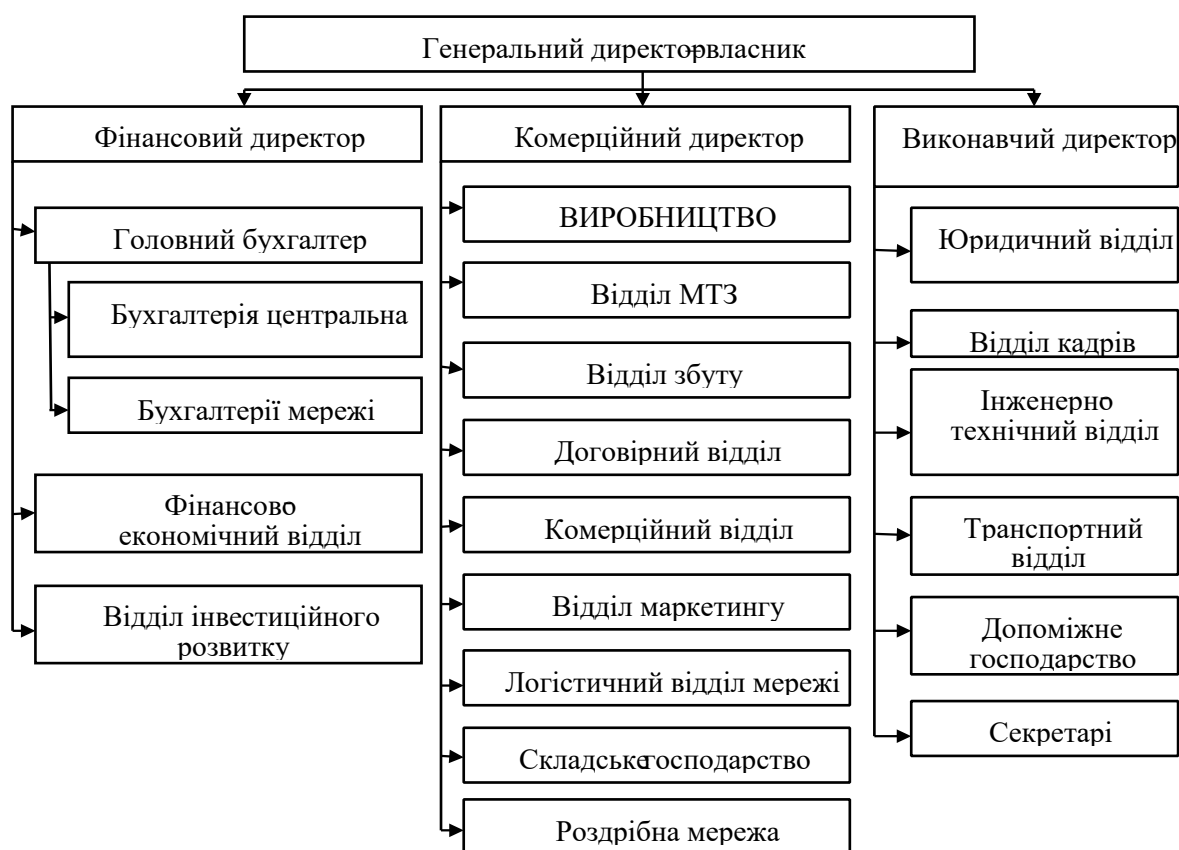 Генеральний директор-власник
Фінансовий директор
Комерційний директор
Виконавчий директор
Головний бухгалтер
Бухгалтерія центральна
Бухгалтерії мережі
Фінансово-
економічний відділ
Відділ інвестиційного
розвитку
ВИРОБНИЦТВО
Відділ МТЗ
Відділ збуту
Договірний відділ
Комерційний відділ
Відділ маркетингу
Логістичний відділ мережі
Складське господарство
Роздрібна мережа
Юридичний відділ
Відділ кадрів
Інженерно-
технічний відділ
Транспортний
відділ
Допоміжне
господарство
Секретарі